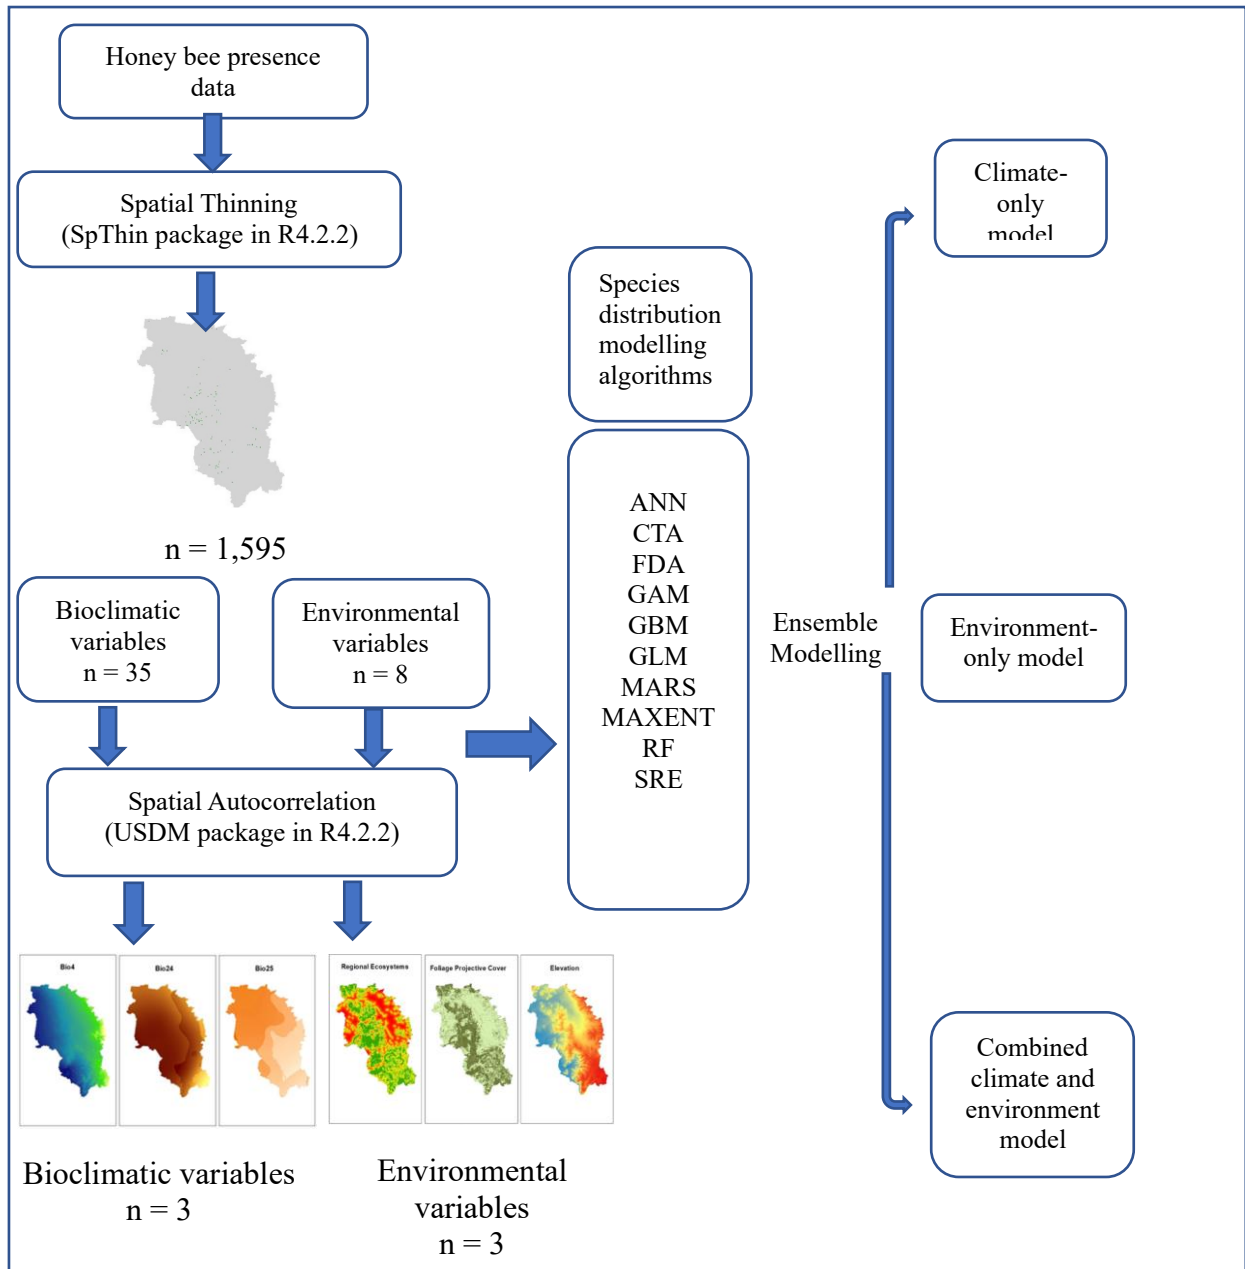 Honey bee presence
data
Spatial Thinning
(SpThin package in R4.2.2)
n = 1,595
Bioclimatic
variables
n = 35
Environmental
variables
n = 8
Spatial Autocorrelation
(USDM package in R4.2.2)
Bio4
Bio24
Bio25
Regional Ecosystems
Foliage Projective Cover
Elevation
Bioclimatic variables
n = 3
Environmental
variables
n = 3
Species
distribution
modelling
algorithms
ANN
CTA
FDA
GAM
GBM
GLM
MARS
MAXENT
RF
SRE
Ensemble
Modelling
Climate-
only
model
Environment-
only model
Combined
climate and
environment
model